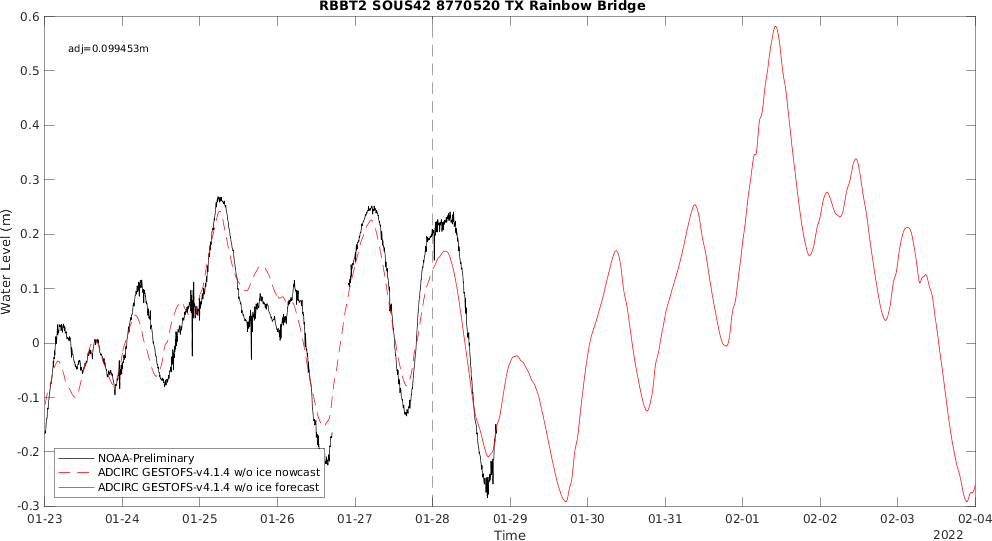 RBBT2 SOUS42 8770520 TX Rainbow Bridge
adj=0.099453m
Water Level (m)
0.6
0.5
0.4
0.3
0.2
0.1
0
-0.1
-0.2
-0.3
NOAA-Preliminary
ADCIRC GESTOFS-v4.1.4 w/o ice nowcast
ADCIRC GESTOFS-v4.1.4 w/o ice forecast
01-23 01-24 01-25 01-26 01-27 01-28 01-29 01-30 01-31 02-01 02-02 02-03 02-04
Time
2022